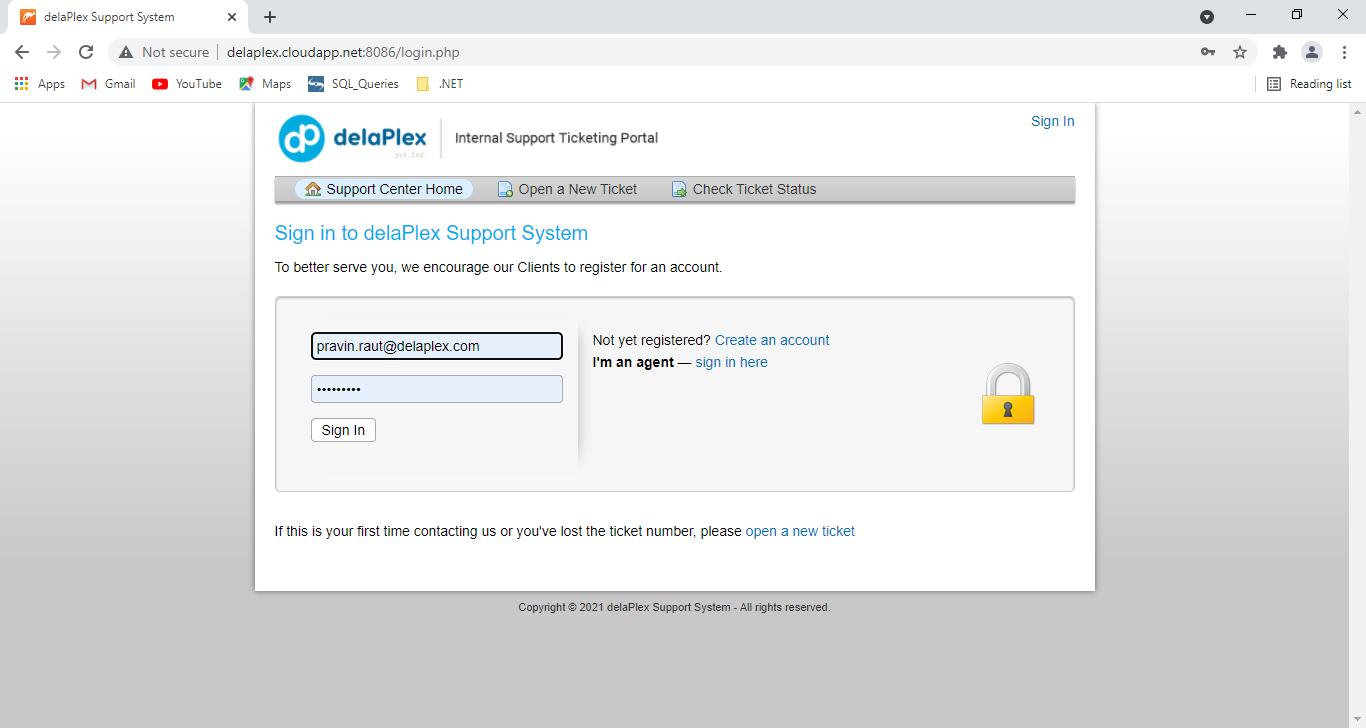 delaPlex Support System
Not secure
delaplex.cloudapp.net:8086/login.php
Apps
Gmail
YouTube
Maps
SQL_Queries
.NET
Reading list
dp delaPlex
pvt.ltd.
Internal Support Ticketing Portal
Sign In
Support Center Home
Open a New Ticket
Check Ticket Status
Sign in to delaPlex Support System
To better serve you, we encourage our Clients to register for an account.
pravin.raut@delaplex.com
•••••••••
Sign In
Not yet registered? Create an account
I'm an agent — sign in here
If this is your first time contacting us or you've lost the ticket number, please open a new ticket
Copyright © 2021 delaPlex Support System - All rights reserved.